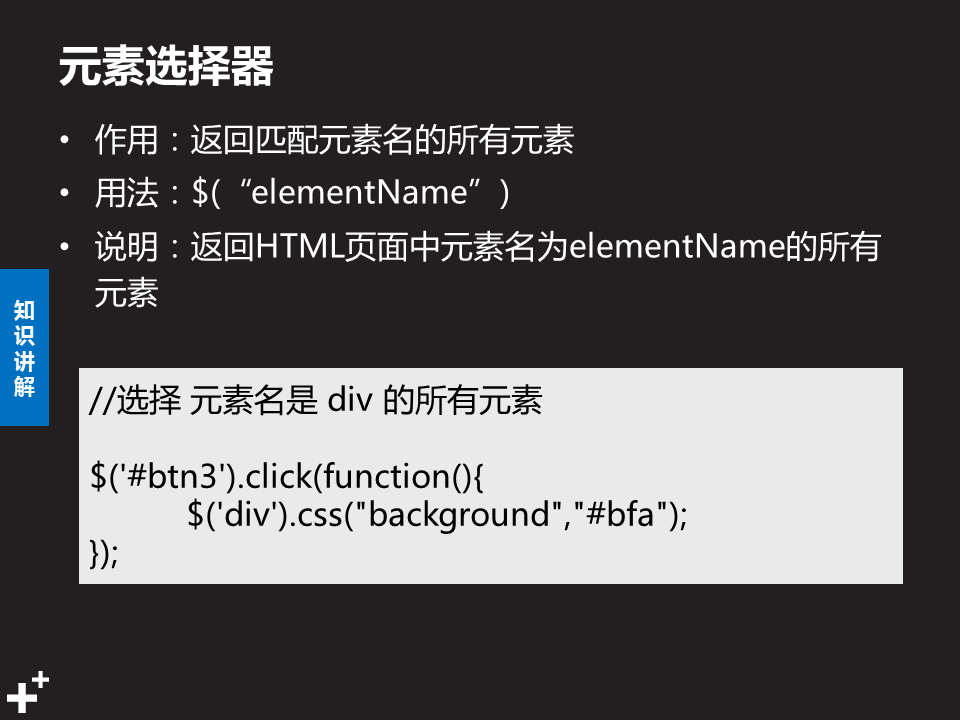 元素选择器
• 作用：返回匹配元素名的所有元素
• 用法：$(“elementName”)
• 说明：返回HTML页面中元素名为elementName的所有
元素
知
识
讲
解
//选择 元素名是 div 的所有元素
$('#btn3').click(function(){
$('div').css("background","#bfa");
});